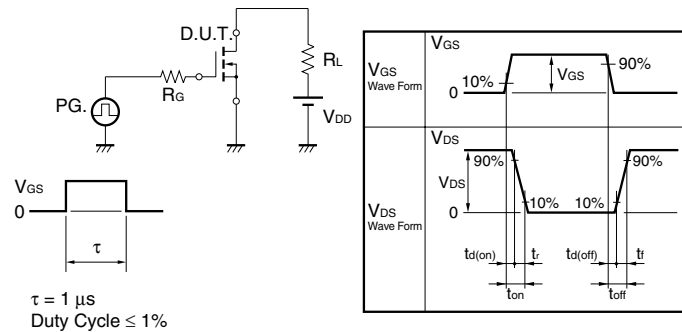 D.U.T.
RL
RG
PG.
VDD
VGS
0
τ
τ = 1 μs
Duty Cycle ≤ 1%
VGS
Wave Form
VGS
10%
0
VGS
90%
VDS
Wave Form
VDS
90%
VDS
0
10%
10%
90%
td(on)
tr
td(off)
tf
ton
toff